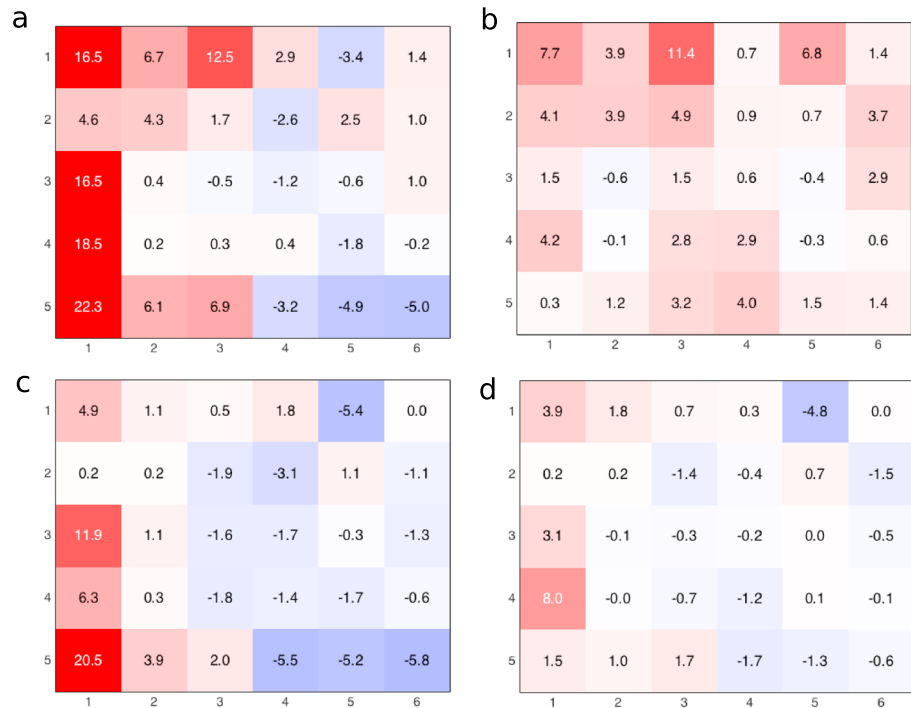 a
1 16.5 6.7 12.5 2.9 -3.4 1.4
2 4.6 4.3 1.7 -2.6 2.5 1.0
3 16.5 0.4 -0.5 -1.2 -0.6 1.0
4 18.5 0.2 0.3 0.4 -1.8 -0.2
5 22.3 6.1 6.9 -3.2 -4.9 -5.0
1 2 3 4 5 6
b
1 7.7 3.9 11.4 0.7 6.8 1.4
2 4.1 3.9 4.9 0.9 0.7 3.7
3 1.5 -0.6 1.5 0.6 -0.4 2.9
4 4.2 -0.1 2.8 2.9 -0.3 0.6
5 0.3 1.2 3.2 4.0 1.5 1.4
1 2 3 4 5 6
c
1 4.9 1.1 0.5 1.8 -5.4 0.0
2 0.2 0.2 -1.9 -3.1 1.1 -1.1
3 11.9 1.1 -1.6 -1.7 -0.3 -1.3
4 6.3 0.3 -1.8 -1.4 -1.7 -0.6
5 20.5 3.9 2.0 -5.5 -5.2 -5.8
1 2 3 4 5 6
d
1 3.9 1.8 0.7 0.3 -4.8 0.0
2 0.2 0.2 -1.4 -0.4 0.7 -1.5
3 3.1 -0.1 -0.3 -0.2 0.0 -0.5
4 8.0 -0.0 -0.7 -1.2 0.1 -0.1
5 1.5 1.0 1.7 -1.7 -1.3 -0.6
1 2 3 4 5 6